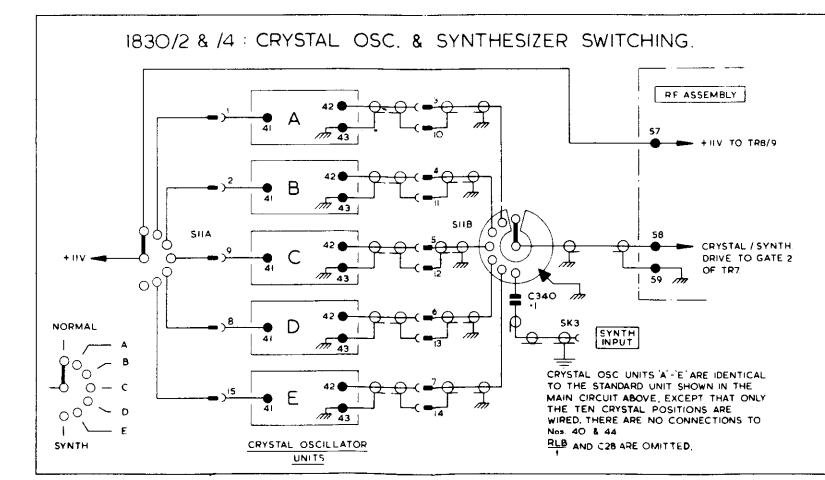 1830/2 & /4 : CRYSTAL OSC. & SYNTHESIZER SWITCHING.
RF ASSEMBLY
1
41
A
42
43
3
10
57
+11V TO TR8/9
2
41
B
42
43
4
11
S11A
S11B
+11V
9
41
C
42
43
5
12
58
59
CRYSTAL / SYNTH
DRIVE TO GATE 2
OF TR7
C340
·1
8
41
D
42
43
6
13
SK3
SYNTH
INPUT
NORMAL
A
B
C
D
E
SYNTH
15
41
E
42
43
7
14
CRYSTAL OSCILLATOR
UNITS
CRYSTAL OSC UNITS 'A'-'E' ARE IDENTICAL
TO THE STANDARD UNIT SHOWN IN THE
MAIN CIRCUIT ABOVE, EXCEPT THAT ONLY
THE TEN CRYSTAL POSITIONS ARE
WIRED. THERE ARE NO CONNECTIONS TO
Nos. 40 & 44
RLB
1
AND C28 ARE OMITTED.